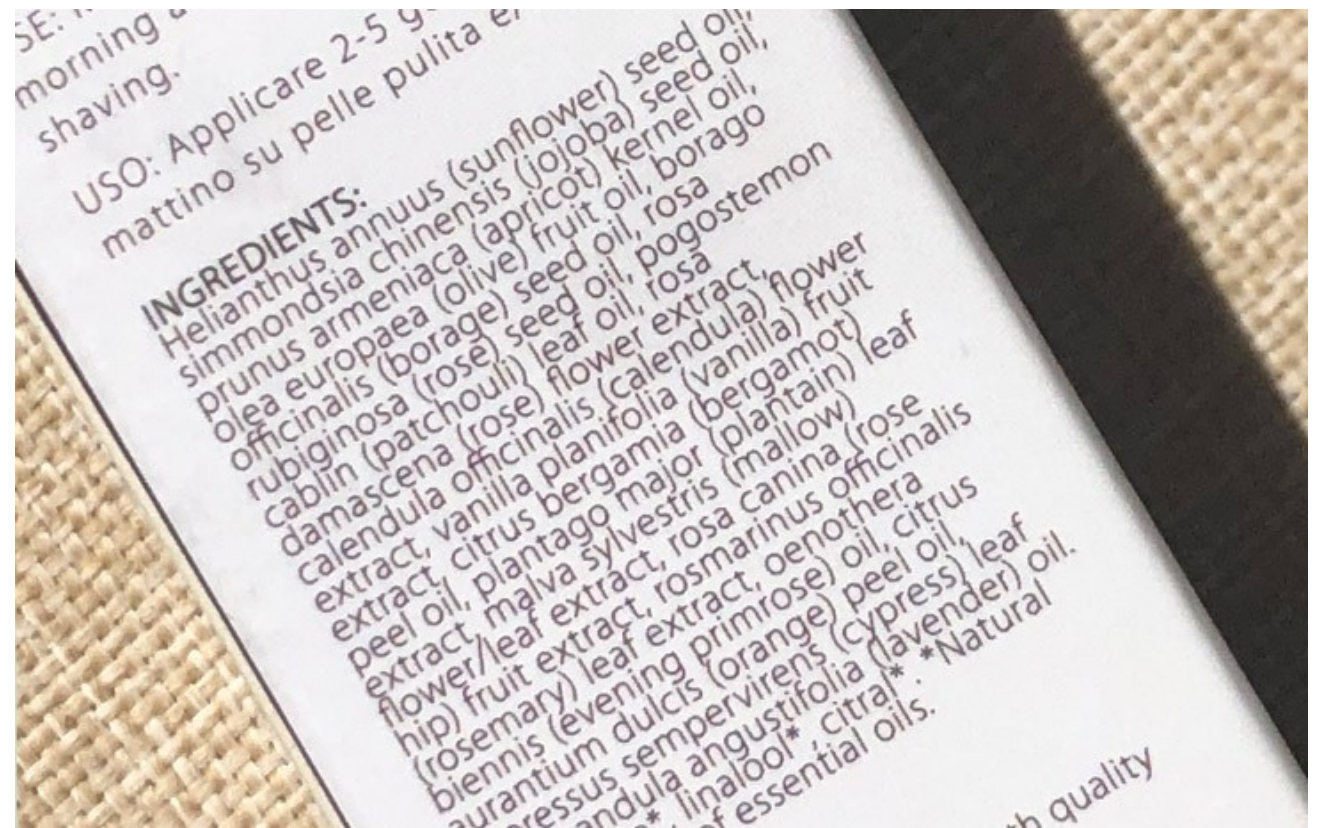 morning
shaving.
USO: Applicare 2-5
mattino su pelle pulita
INGREDIENTS:
Helianthus annuus (sunflower) seed oil,
simmondsia chinensis (jojoba) seed oil,
prunus armeniaca (apricot) kernel oil,
olea europaea (olive) fruit oil, borago
officinalis (borage) seed oil, rosa
rubiginosa (rose) seed oil, pogostemon
cablin (patchouli) leaf oil, rosa
damascena (rose) flower extract,
calendula officinalis (calendula) flower
extract, vanilla planifolia (vanilla) fruit
extract, citrus bergamia (bergamot)
peel oil, plantago major (plantain) leaf
extract, malva sylvestris (mallow)
flower/leaf extract, rosa canina (rose
hip) fruit extract, rosmarinus officinalis
(rosemary) leaf extract, oenothera
biennis (evening primrose) oil, citrus
aurantium dulcis (orange) peel oil,
pressus sempervirens (cypress) leaf
andula angustifolia (lavender) oil.
linalool*, citral*. *Natural
of essential oils.
quality